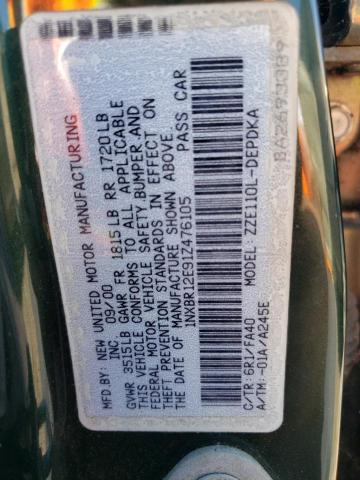 MFD BY: NEW UNITED MOTOR MANUFACTURING
INC. 09/00
GVWR 3515LB GAWR FR 1815LB RR 1720LB
THIS VEHICLE CONFORMS TO ALL APPLICABLE
FEDERAL MOTOR VEHICLE SAFETY,BUMPER,AND
THEFT PREVENTION STANDARDS IN EFFECT ON
THE DATE OF MANUFACTURE SHOWN ABOVE.
1NXBR12E91Z476105 PASS CAR
C/TR: 6R1/FA40 MODEL: ZZE110L-DEPDKA
A/TM: -01A/A245E